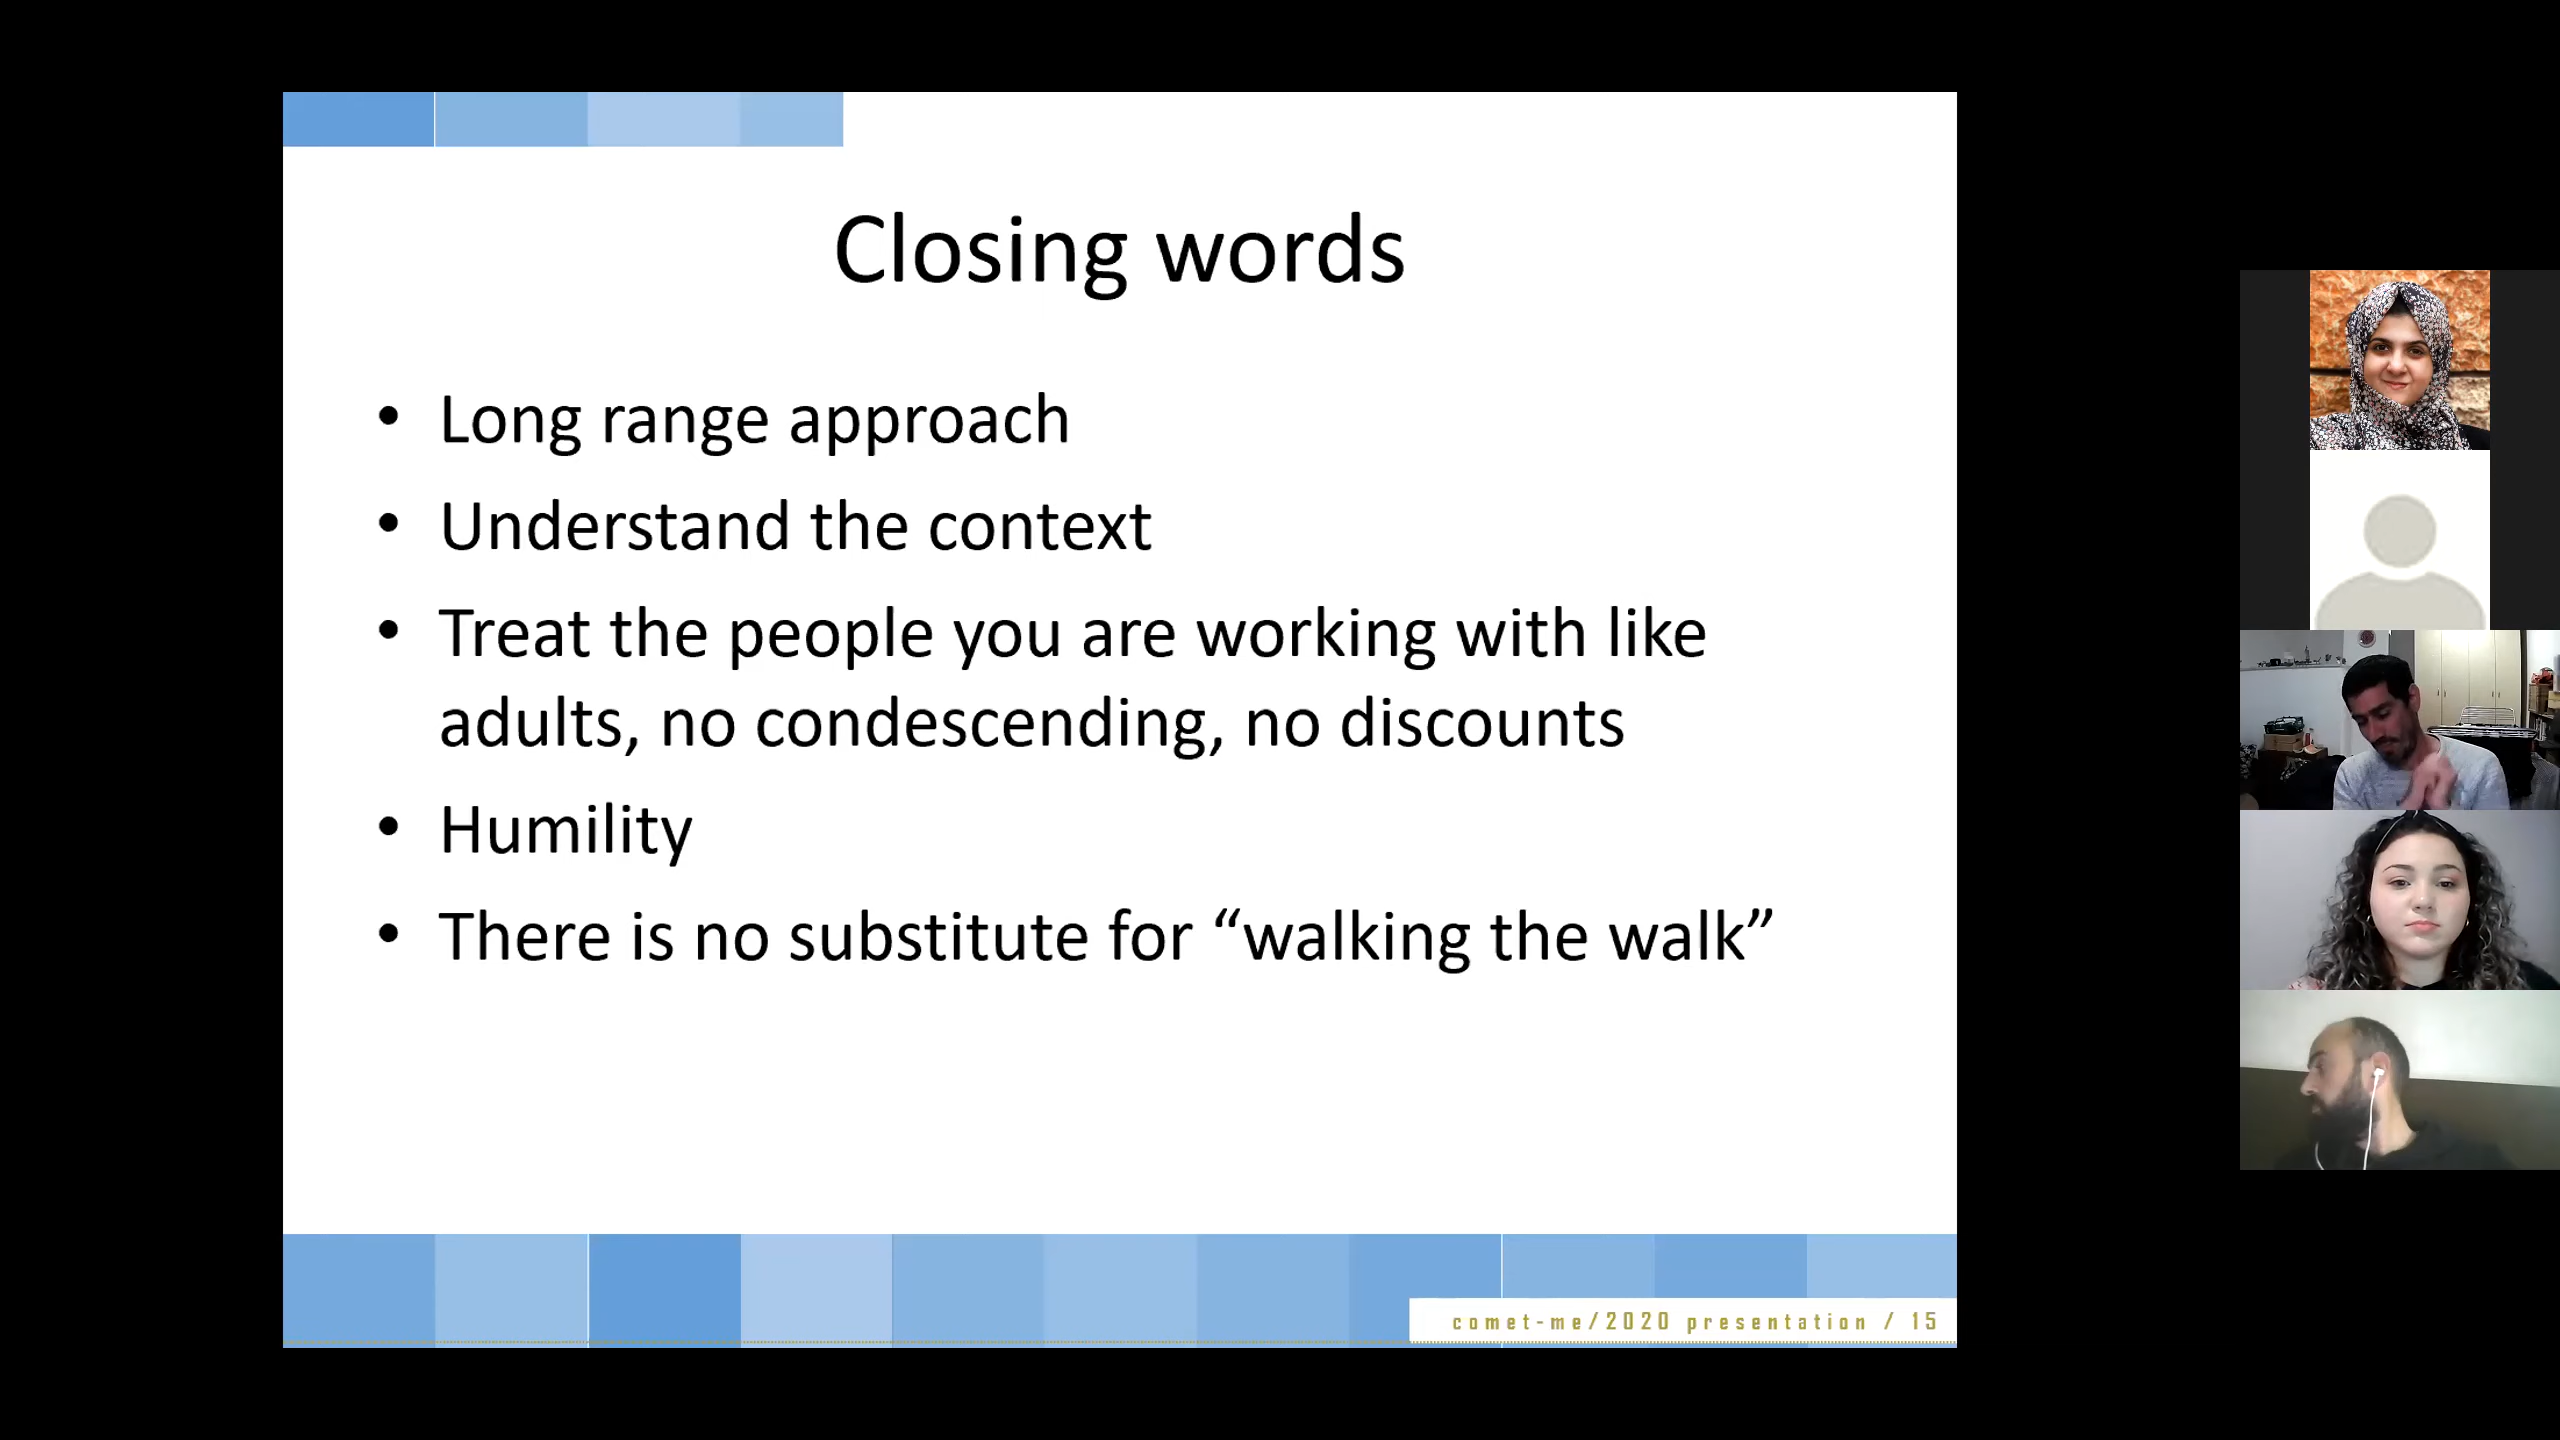 Closing words
• Long range approach
• Understand the context
• Treat the people you are working with like
adults, no condescending, no discounts
• Humility
• There is no substitute for “walking the walk”
comet-me/2020 presentation / 15